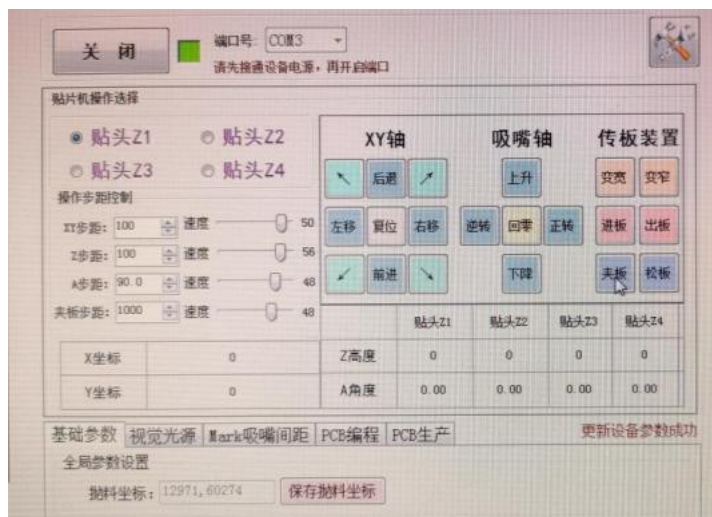 关 闭
端口号: COM3
请先接通设备电源，再开启端口
贴片机操作选择
贴头Z1 贴头Z2
贴头Z3 贴头Z4
操作步距控制
XY步距: 100 速度 50
Z步距: 100 速度 56
A步距: 90.0 速度 48
夹板步距: 1000 速度 48
XY轴 吸嘴轴 传板装置
↖ 后退 ↗ 上升 变宽 变窄
左移 复位 右移 逆转 回零 正转 进板 出板
↙ 前进 ↘ 下降 夹板 松板
贴头Z1 贴头Z2 贴头Z3 贴头Z4
X坐标 0 Z高度 0 0 0 0
Y坐标 0 A角度 0.00 0.00 0.00 0.00
基础参数 视觉光源 Mark吸嘴间距 PCB编程 PCB生产 更新设备参数成功
全局参数设置
抛料坐标: 12971,60274 保存抛料坐标